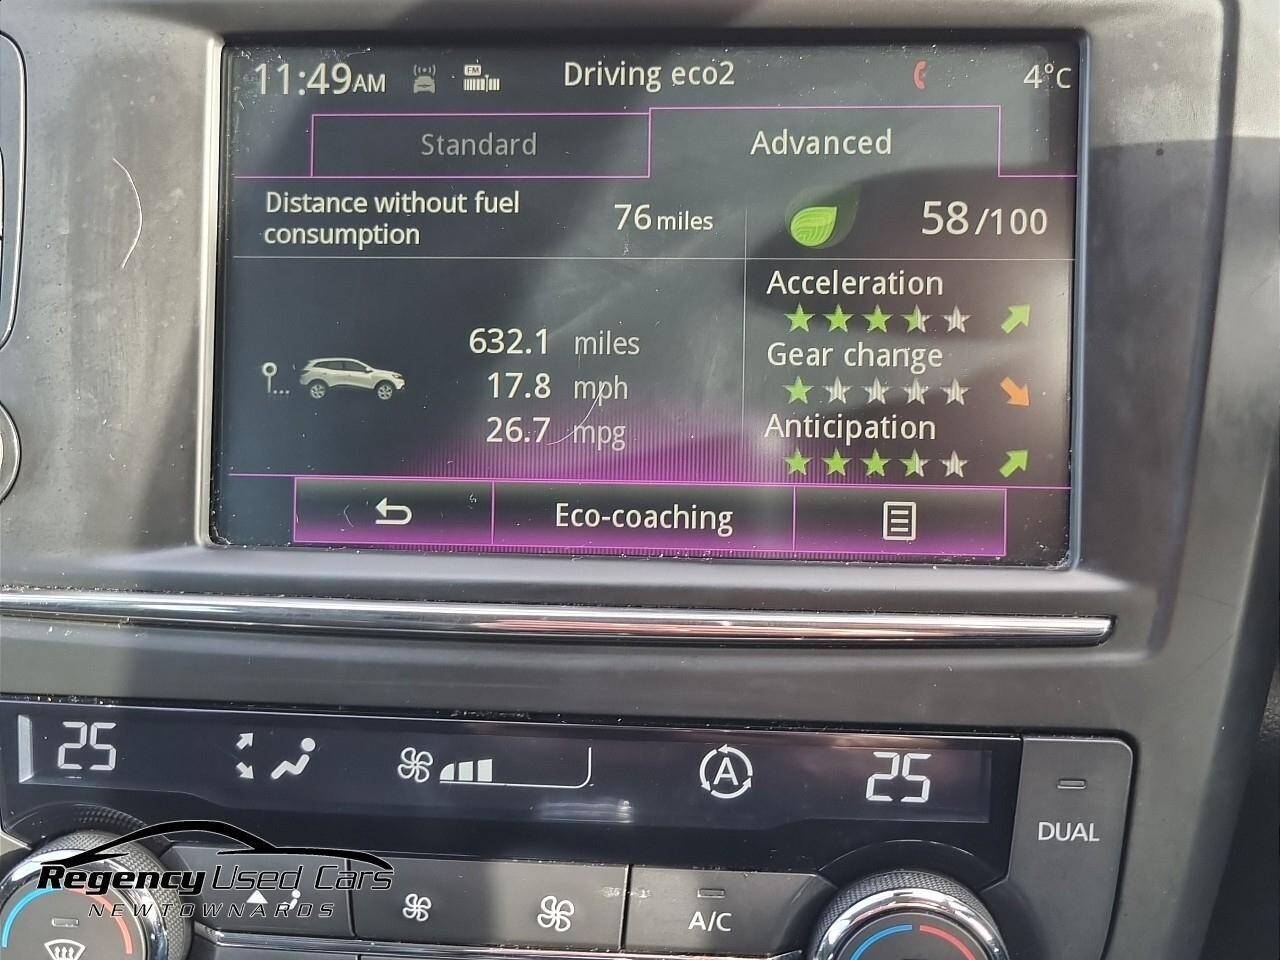 11:49AM FM Driving eco2 4°C
Standard Advanced
Distance without fuel consumption 76 miles 58/100
Acceleration
632.1 miles
Gear change
17.8 mph
26.7 mpg
Anticipation
Eco-coaching
25 A 25
DUAL
A/C
Regency Used Cars
NEWTOWNARDS